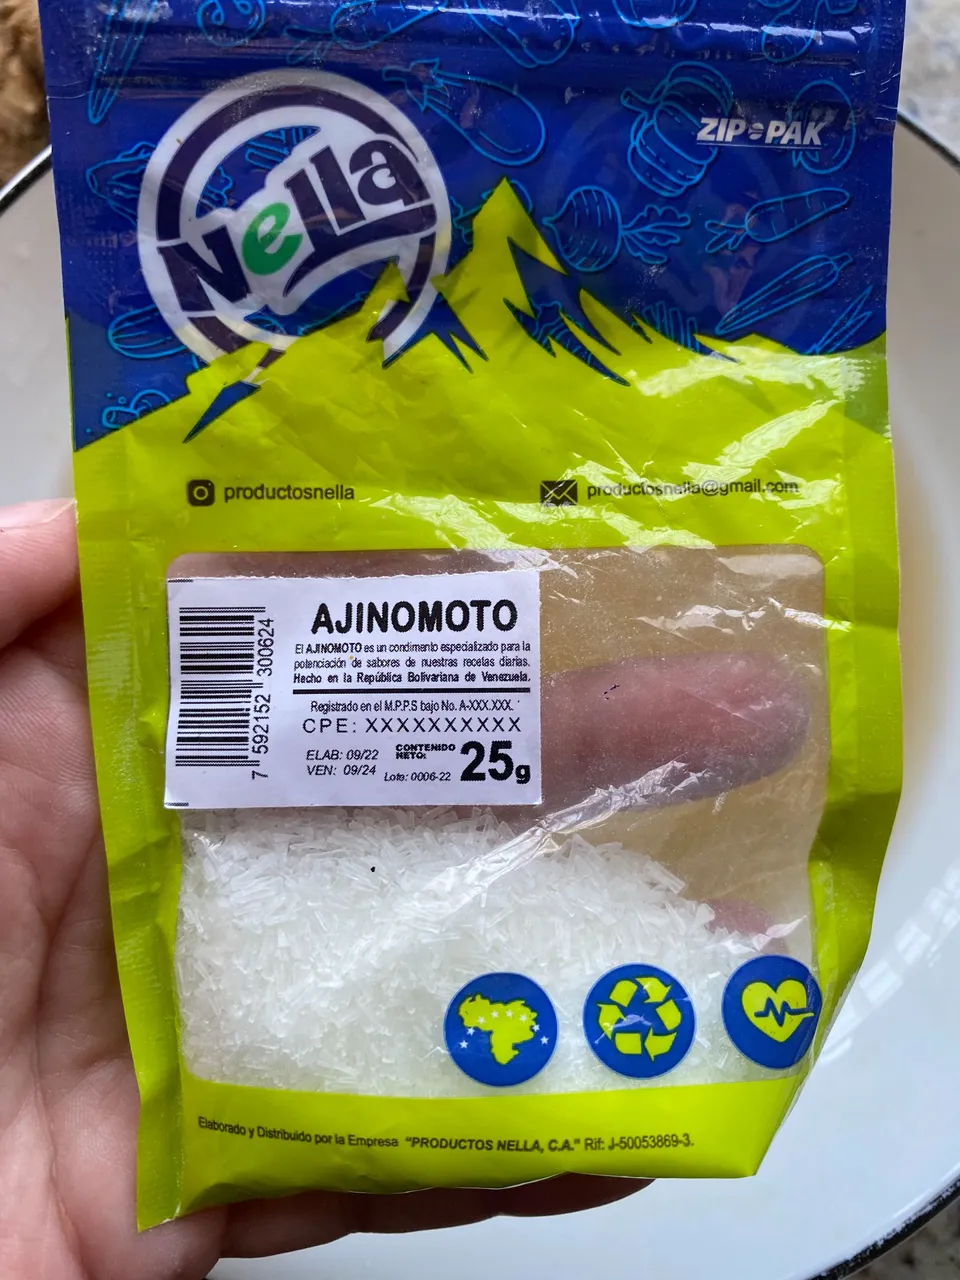 Nella
ZIP PAK
productosnella
productosnella@gmail.com
AJINOMOTO
El AJINOMOTO es un condimento especializado para la
potenciación de sabores de nuestras recetas diarias.
Hecho en la República Bolivariana de Venezuela.
Registrado en el M.P.P.S bajo No. A-XXX.XXX.
CPE: XXXXXXXXXX
ELAB: 09/22
VEN: 09/24
Lote: 0006-22
CONTENIDO
NETO:
25g
7 592152 300624
Elaborado y Distribuido por la Empresa "PRODUCTOS NELLA, C.A." Rif: J-50053869-3.